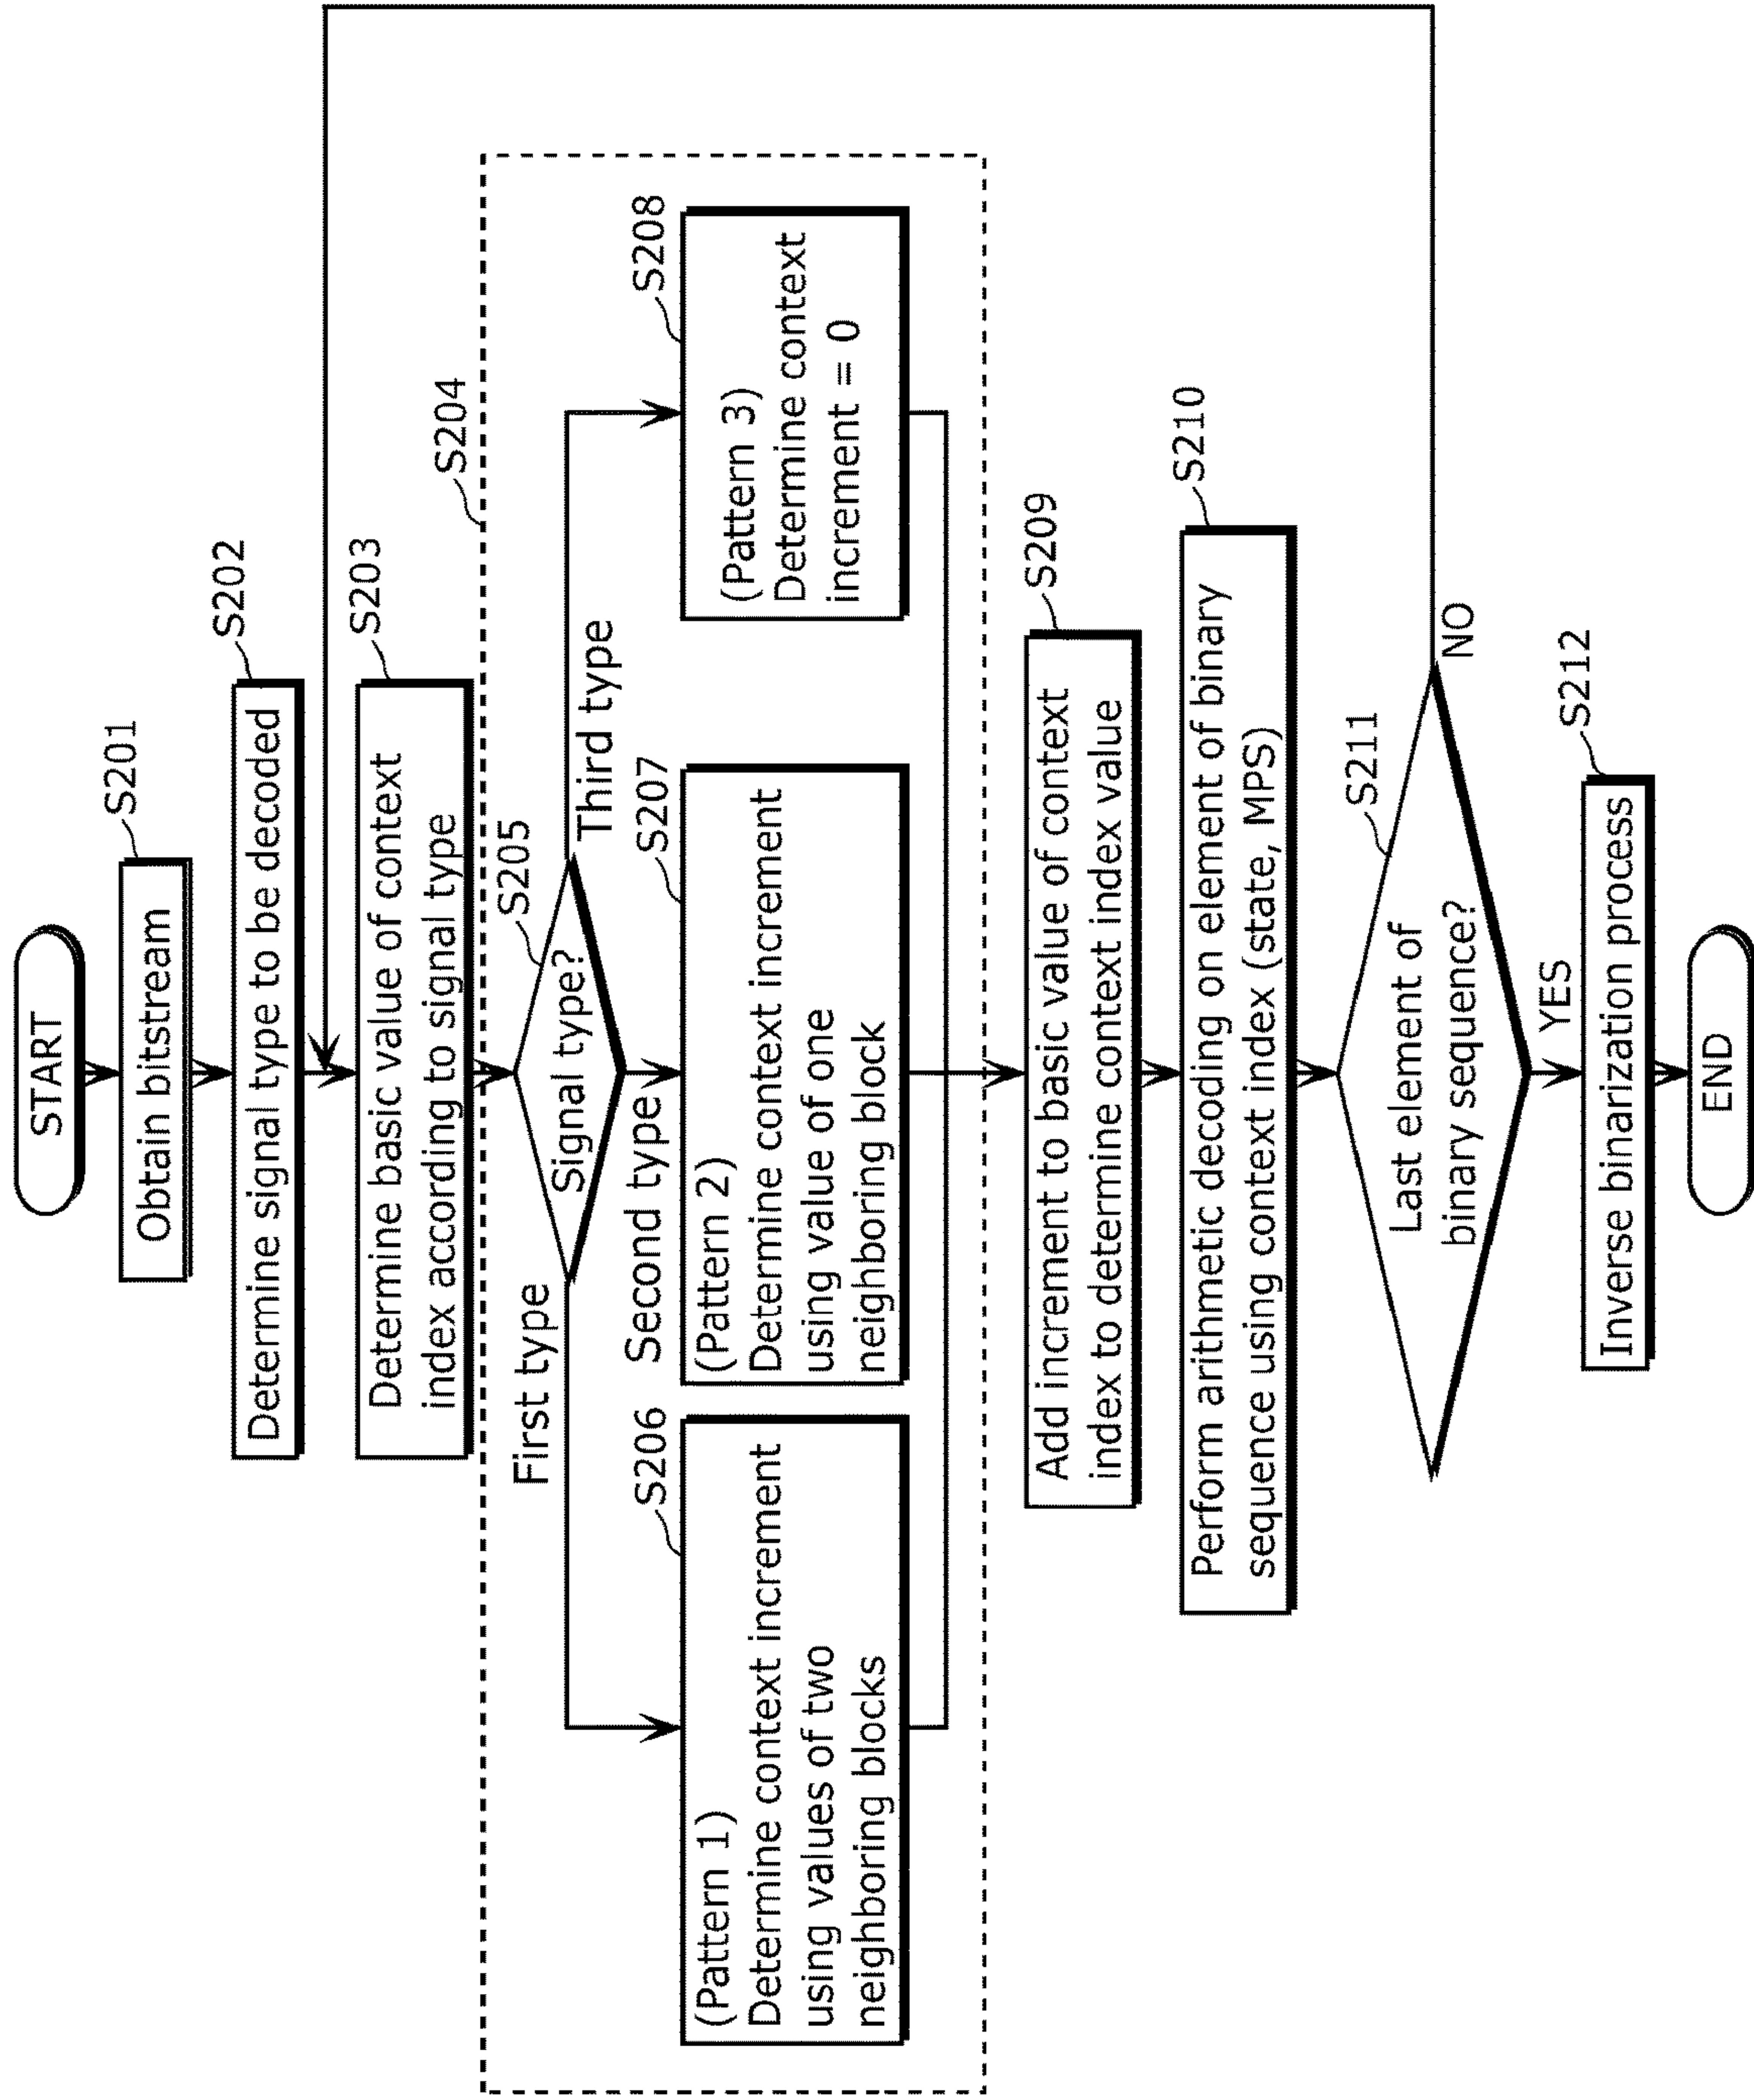 START
S201
Obtain bitstream
S202
Determine signal type to be decoded
S203
Determine basic value of context
index according to signal type
S204
S205
Signal type?
First type
Second type
Third type
S206
(Pattern 1)
Determine context increment
using values of two
neighboring blocks
S207
(Pattern 2)
Determine context increment
using value of one
neighboring block
S208
(Pattern 3)
Determine context
increment = 0
S209
Add increment to basic value of context
index to determine context index value
S210
Perform arithmetic decoding on element of binary
sequence using context index (state, MPS)
S211
Last element of
binary sequence?
NO
YES
S212
Inverse binarization process
END